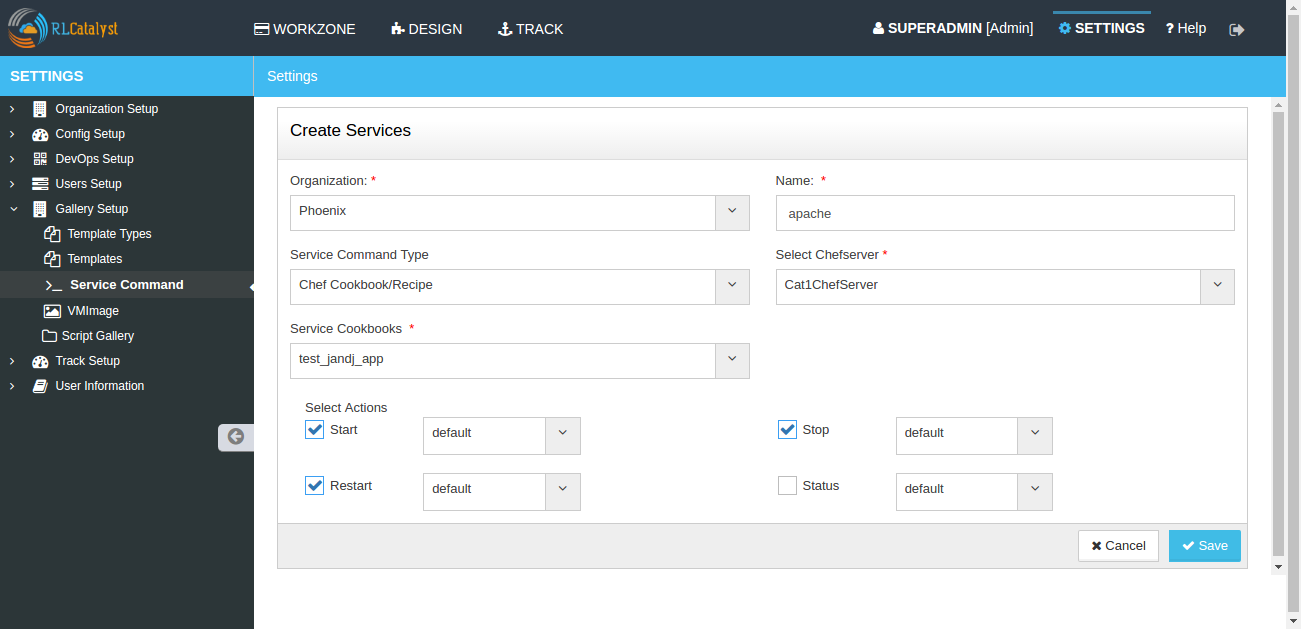 RLCatalyst
WORKZONE DESIGN TRACK
SUPERADMIN [Admin] SETTINGS ? Help
SETTINGS
Settings
Organization Setup
Config Setup
DevOps Setup
Users Setup
Gallery Setup
Template Types
Templates
Service Command
VMImage
Script Gallery
Track Setup
User Information
Create Services
Organization: * Name: *
Phoenix apache
Service Command Type Select Chefserver *
Chef Cookbook/Recipe Cat1ChefServer
Service Cookbooks *
test_jandj_app
Select Actions
Start default Stop default
Restart default Status default
Cancel Save